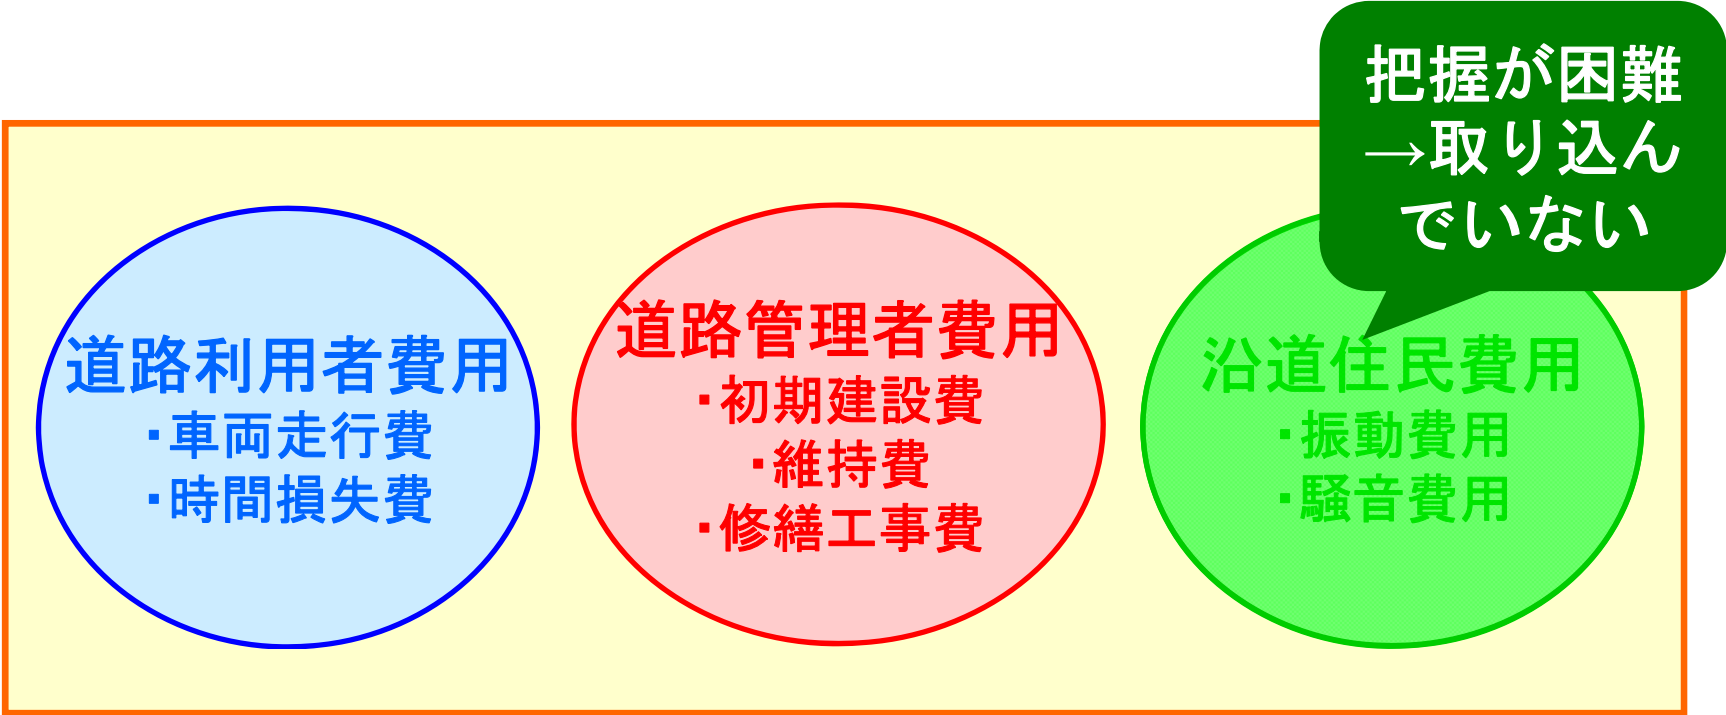 把握が困難
→取り込ん
でいない
道路利用者費用
・車両走行費
・時間損失費
道路管理者費用
・初期建設費
・維持費
・修繕工事費
沿道住民費用
・振動費用
・騒音費用